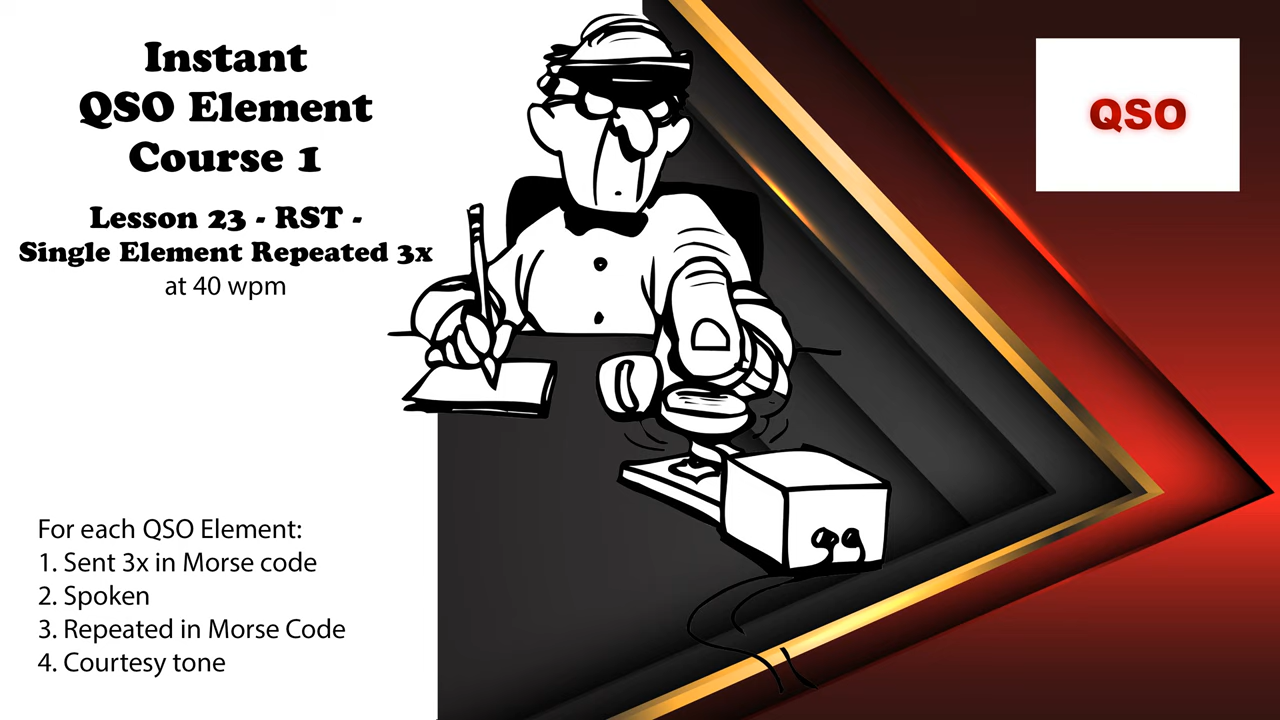 Instant
QSO Element
Course 1
Lesson 23 - RST -
Single Element Repeated 3x
at 40 wpm
QSO
For each QSO Element:
1. Sent 3x in Morse code
2. Spoken
3. Repeated in Morse Code
4. Courtesy tone